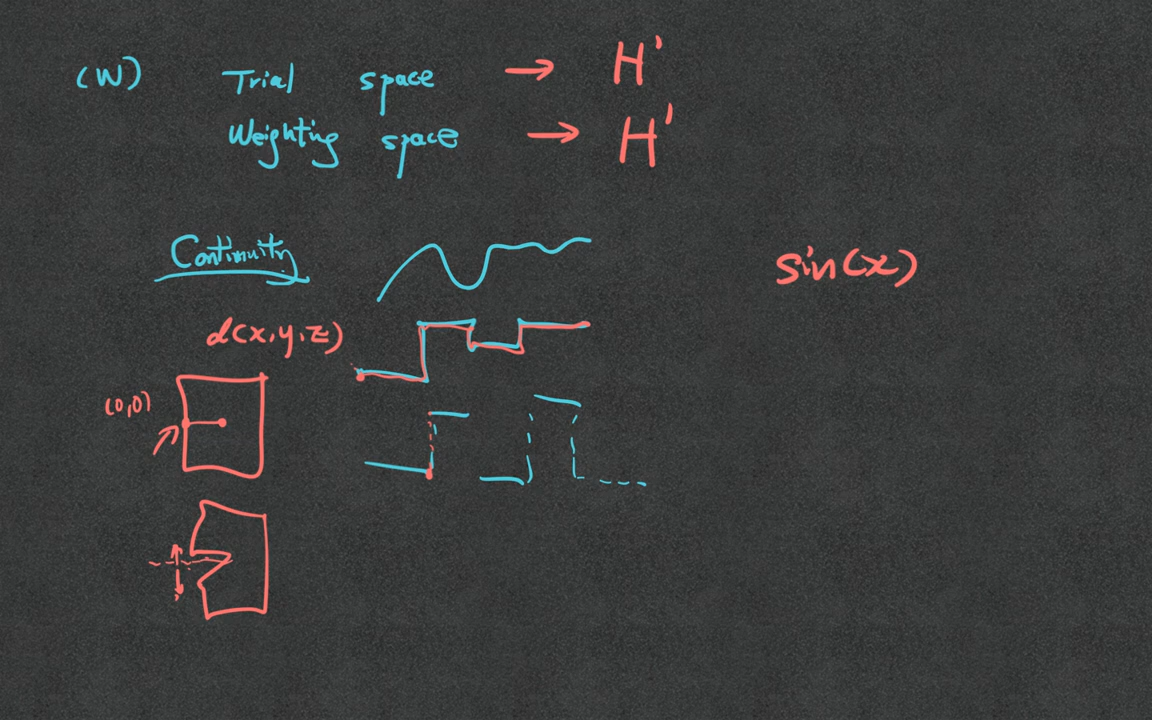 (W) Trial space → H'
Weighting space → H'
Continuity
sin(x)
d(x,y,z)
(0,0)